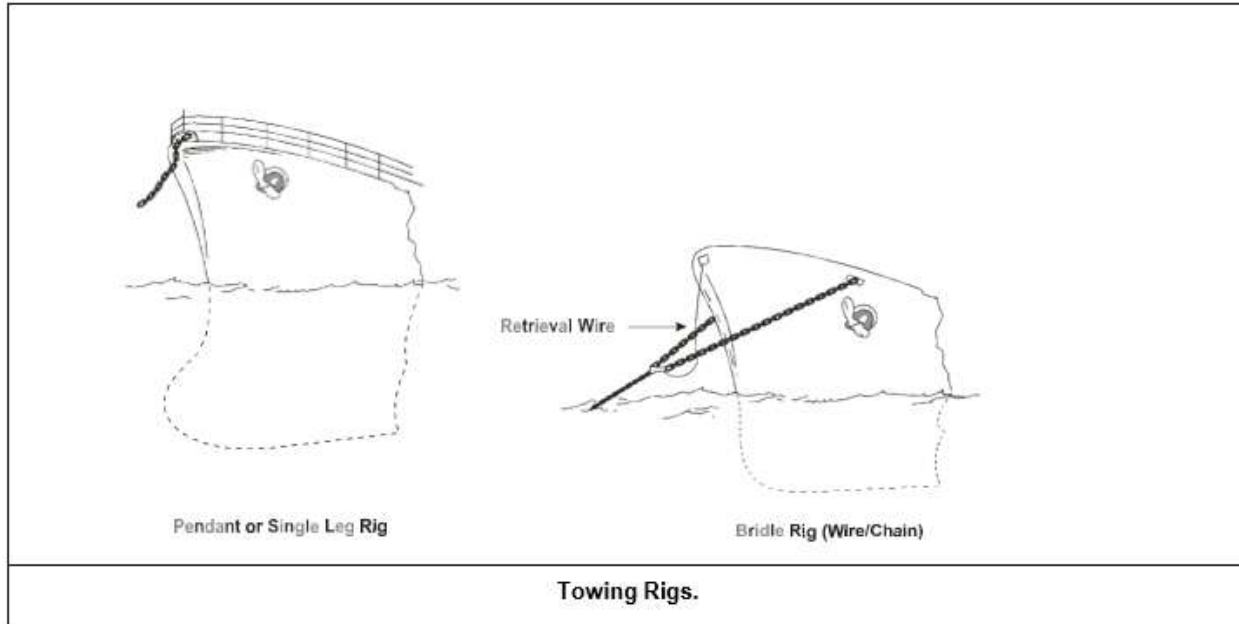 Retrieval Wire
Pendant or Single Leg Rig
Bridle Rig (Wire/Chain)
Towing Rigs.